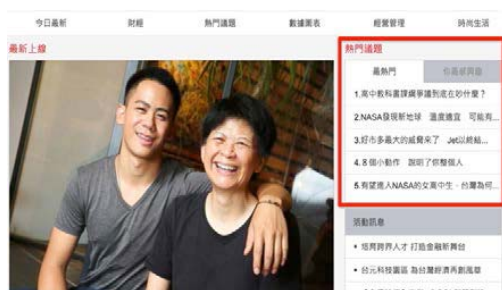 今日最新 財經 熱門議題 數據圖表 經營管理 時尚生活
最新上線
熱門議題
最熱門 你最感興趣
1.高中教科書課綱爭議到底在吵什麼？
2.NASA發現新地球 溫度適宜 可能有...
3.好市多最大的威脅來了 Jet以終結...
4.8個小動作 說明了你整個人
5.有望進入NASA的女高中生，台灣為何...
活動訊息
• 培育跨界人才 打造金融新舞台
• 台元科技園區 為台灣經濟再創風華